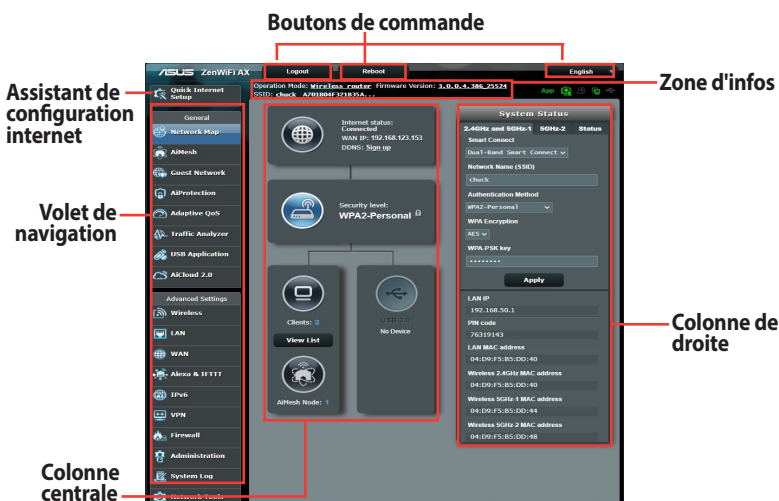 Boutons de commande
ASUS ZenWiFi AX
Logout
Reboot
English
Operation Mode: Wireless router Firmware Version: 3.0.0.4.386_25524
SSID: chuck A701B04F321B35A...
App
Zone d'infos
Assistant de
configuration
internet
Quick Internet
Setup
General
Network Map
AiMesh
Guest Network
AiProtection
Adaptive QoS
Traffic Analyzer
USB Application
AiCloud 2.0
Volet de
navigation
Advanced Settings
Wireless
LAN
WAN
Alexa & IFTTT
IPv6
VPN
Firewall
Administration
System Log
Network Tools
Colonne
centrale
Internet status:
Connected
WAN IP: 192.168.123.153
DDNS: Sign up
Security level:
WPA2-Personal
Clients: 2
View List
AiMesh Node: 1
USB 3.0
No Device
System Status
2.4GHz and 5GHz-1 5GHz-2 Status
Smart Connect
Dual-Band Smart Connect
Network Name (SSID)
chuck
Authentication Method
WPA2-Personal
WPA Encryption
AES
WPA-PSK key
••••••••
Apply
LAN IP
192.168.50.1
PIN code
76319143
LAN MAC address
04:D9:F5:B5:DD:40
Wireless 2.4GHz MAC address
04:D9:F5:B5:DD:40
Wireless 5GHz-1 MAC address
04:D9:F5:B5:DD:44
Wireless 5GHz-2 MAC address
04:D9:F5:B5:DD:48
Colonne de
droite